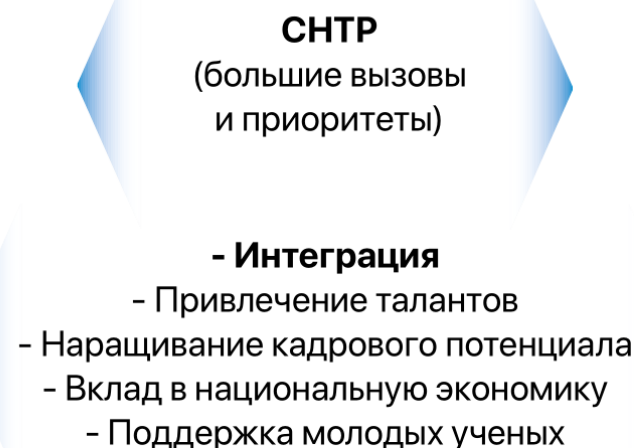 СНТР
(большие вызовы
и приоритеты)
- Интеграция
- Привлечение талантов
- Наращивание кадрового потенциала
- Вклад в национальную экономику
- Поддержка молодых ученых